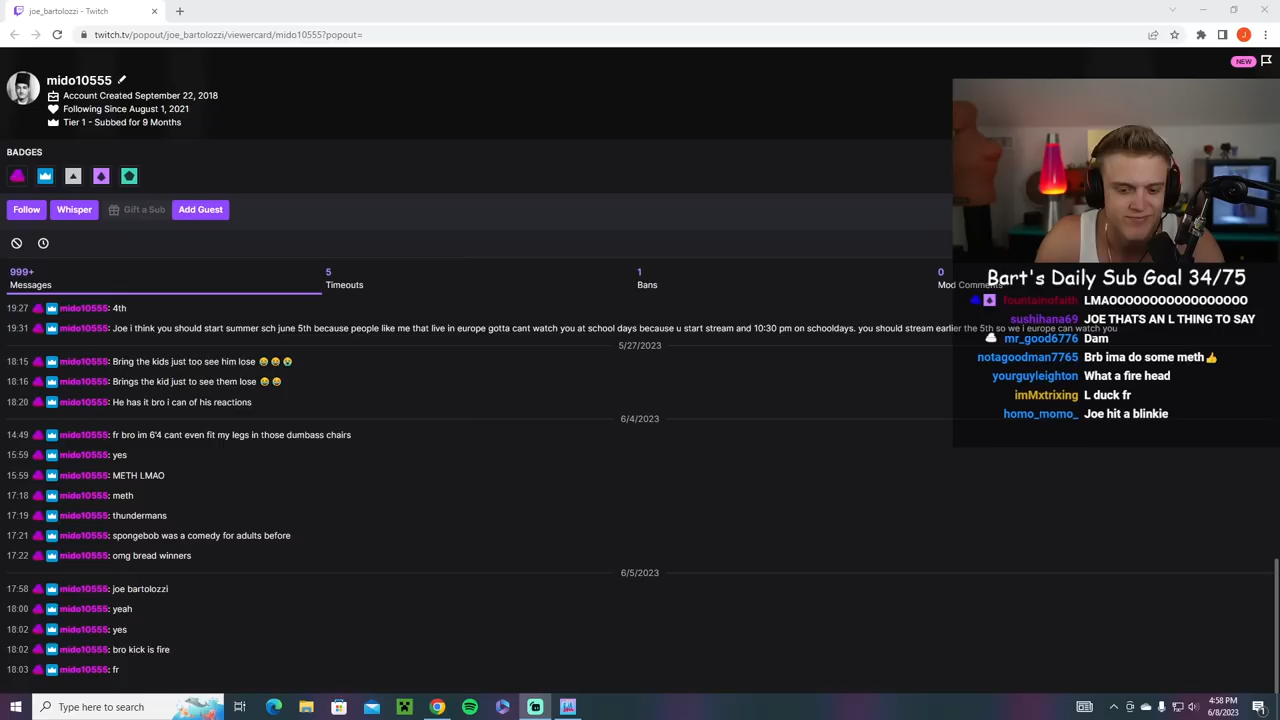 joe_bartolozzi - Twitch
twitch.tv/popout/joe_bartolozzi/viewercard/mido10555?popout=
J
NEW
mido10555
Account Created September 22, 2018
Following Since August 1, 2021
Tier 1 - Subbed for 9 Months
BADGES
Follow
Whisper
Gift a Sub
Add Guest
999+
Messages
5
Timeouts
1
Bans
0
Mod Comments
19:27 mido10555: 4th
19:31 mido10555: Joe i think you should start summer sch june 5th because people like me that live in europe gotta cant watch you at school days because u start stream and 10:30 pm on schooldays. you should stream earlier the 5th so we i europe can watch you
5/27/2023
18:15 mido10555: Bring the kids just too see him lose 😂 😂 😭
18:16 mido10555: Brings the kid just to see them lose 😂 😂
18:20 mido10555: He has it bro i can of his reactions
6/4/2023
14:49 mido10555: fr bro im 6'4 cant even fit my legs in those dumbass chairs
15:59 mido10555: yes
15:59 mido10555: METH LMAO
17:18 mido10555: meth
17:19 mido10555: thundermans
17:21 mido10555: spongebob was a comedy for adults before
17:22 mido10555: omg bread winners
6/5/2023
17:58 mido10555: joe bartolozzi
18:00 mido10555: yeah
18:02 mido10555: yes
18:02 mido10555: bro kick is fire
18:03 mido10555: fr
Bart's Daily Sub Goal 34/75
fountainofaith LMAOOOOOOOOOOOOOOOOO
sushihana69 JOE THATS AN L THING TO SAY
mr_good6776 Dam
notagoodman7765 Brb ima do some meth👍
yourguyleighton What a fire head
imMxtrixing L duck fr
homo_momo_ Joe hit a blinkie
Type here to search
4:58 PM
6/8/2023